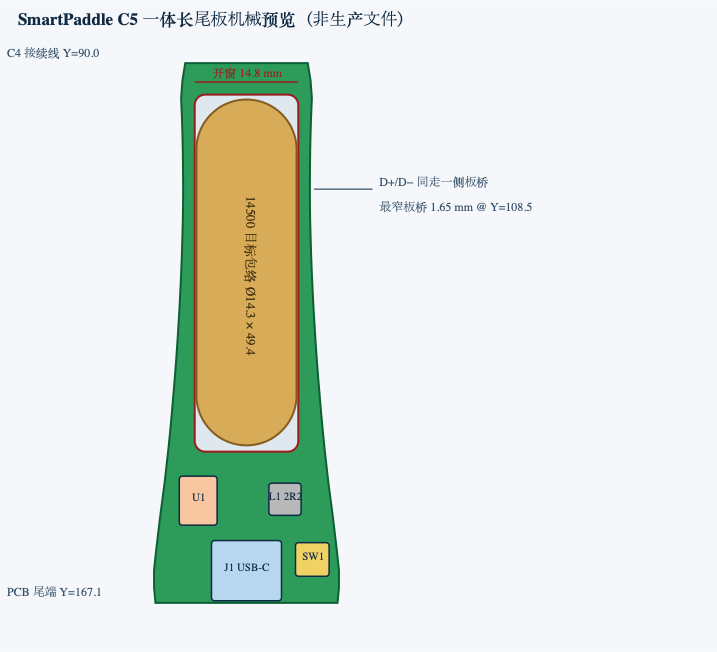 SmartPaddle C5 一体长尾板机械预览（非生产文件）
C4 接续线 Y=90.0
开窗 14.8 mm
D+/D− 同走一侧板桥
最窄板桥 1.65 mm @ Y=108.5
14500 目标包络 Ø14.3 × 49.4
U1
L1 2R2
J1 USB-C
SW1
PCB 尾端 Y=167.1